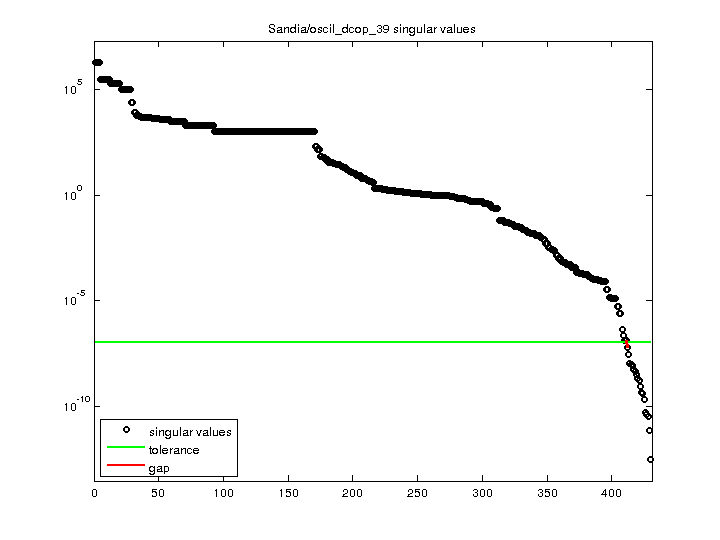 Sandia/oscil_dcop_39 singular values
10^5
10^0
10^-5
10^-10
singular values
tolerance
gap
0 50 100 150 200 250 300 350 400